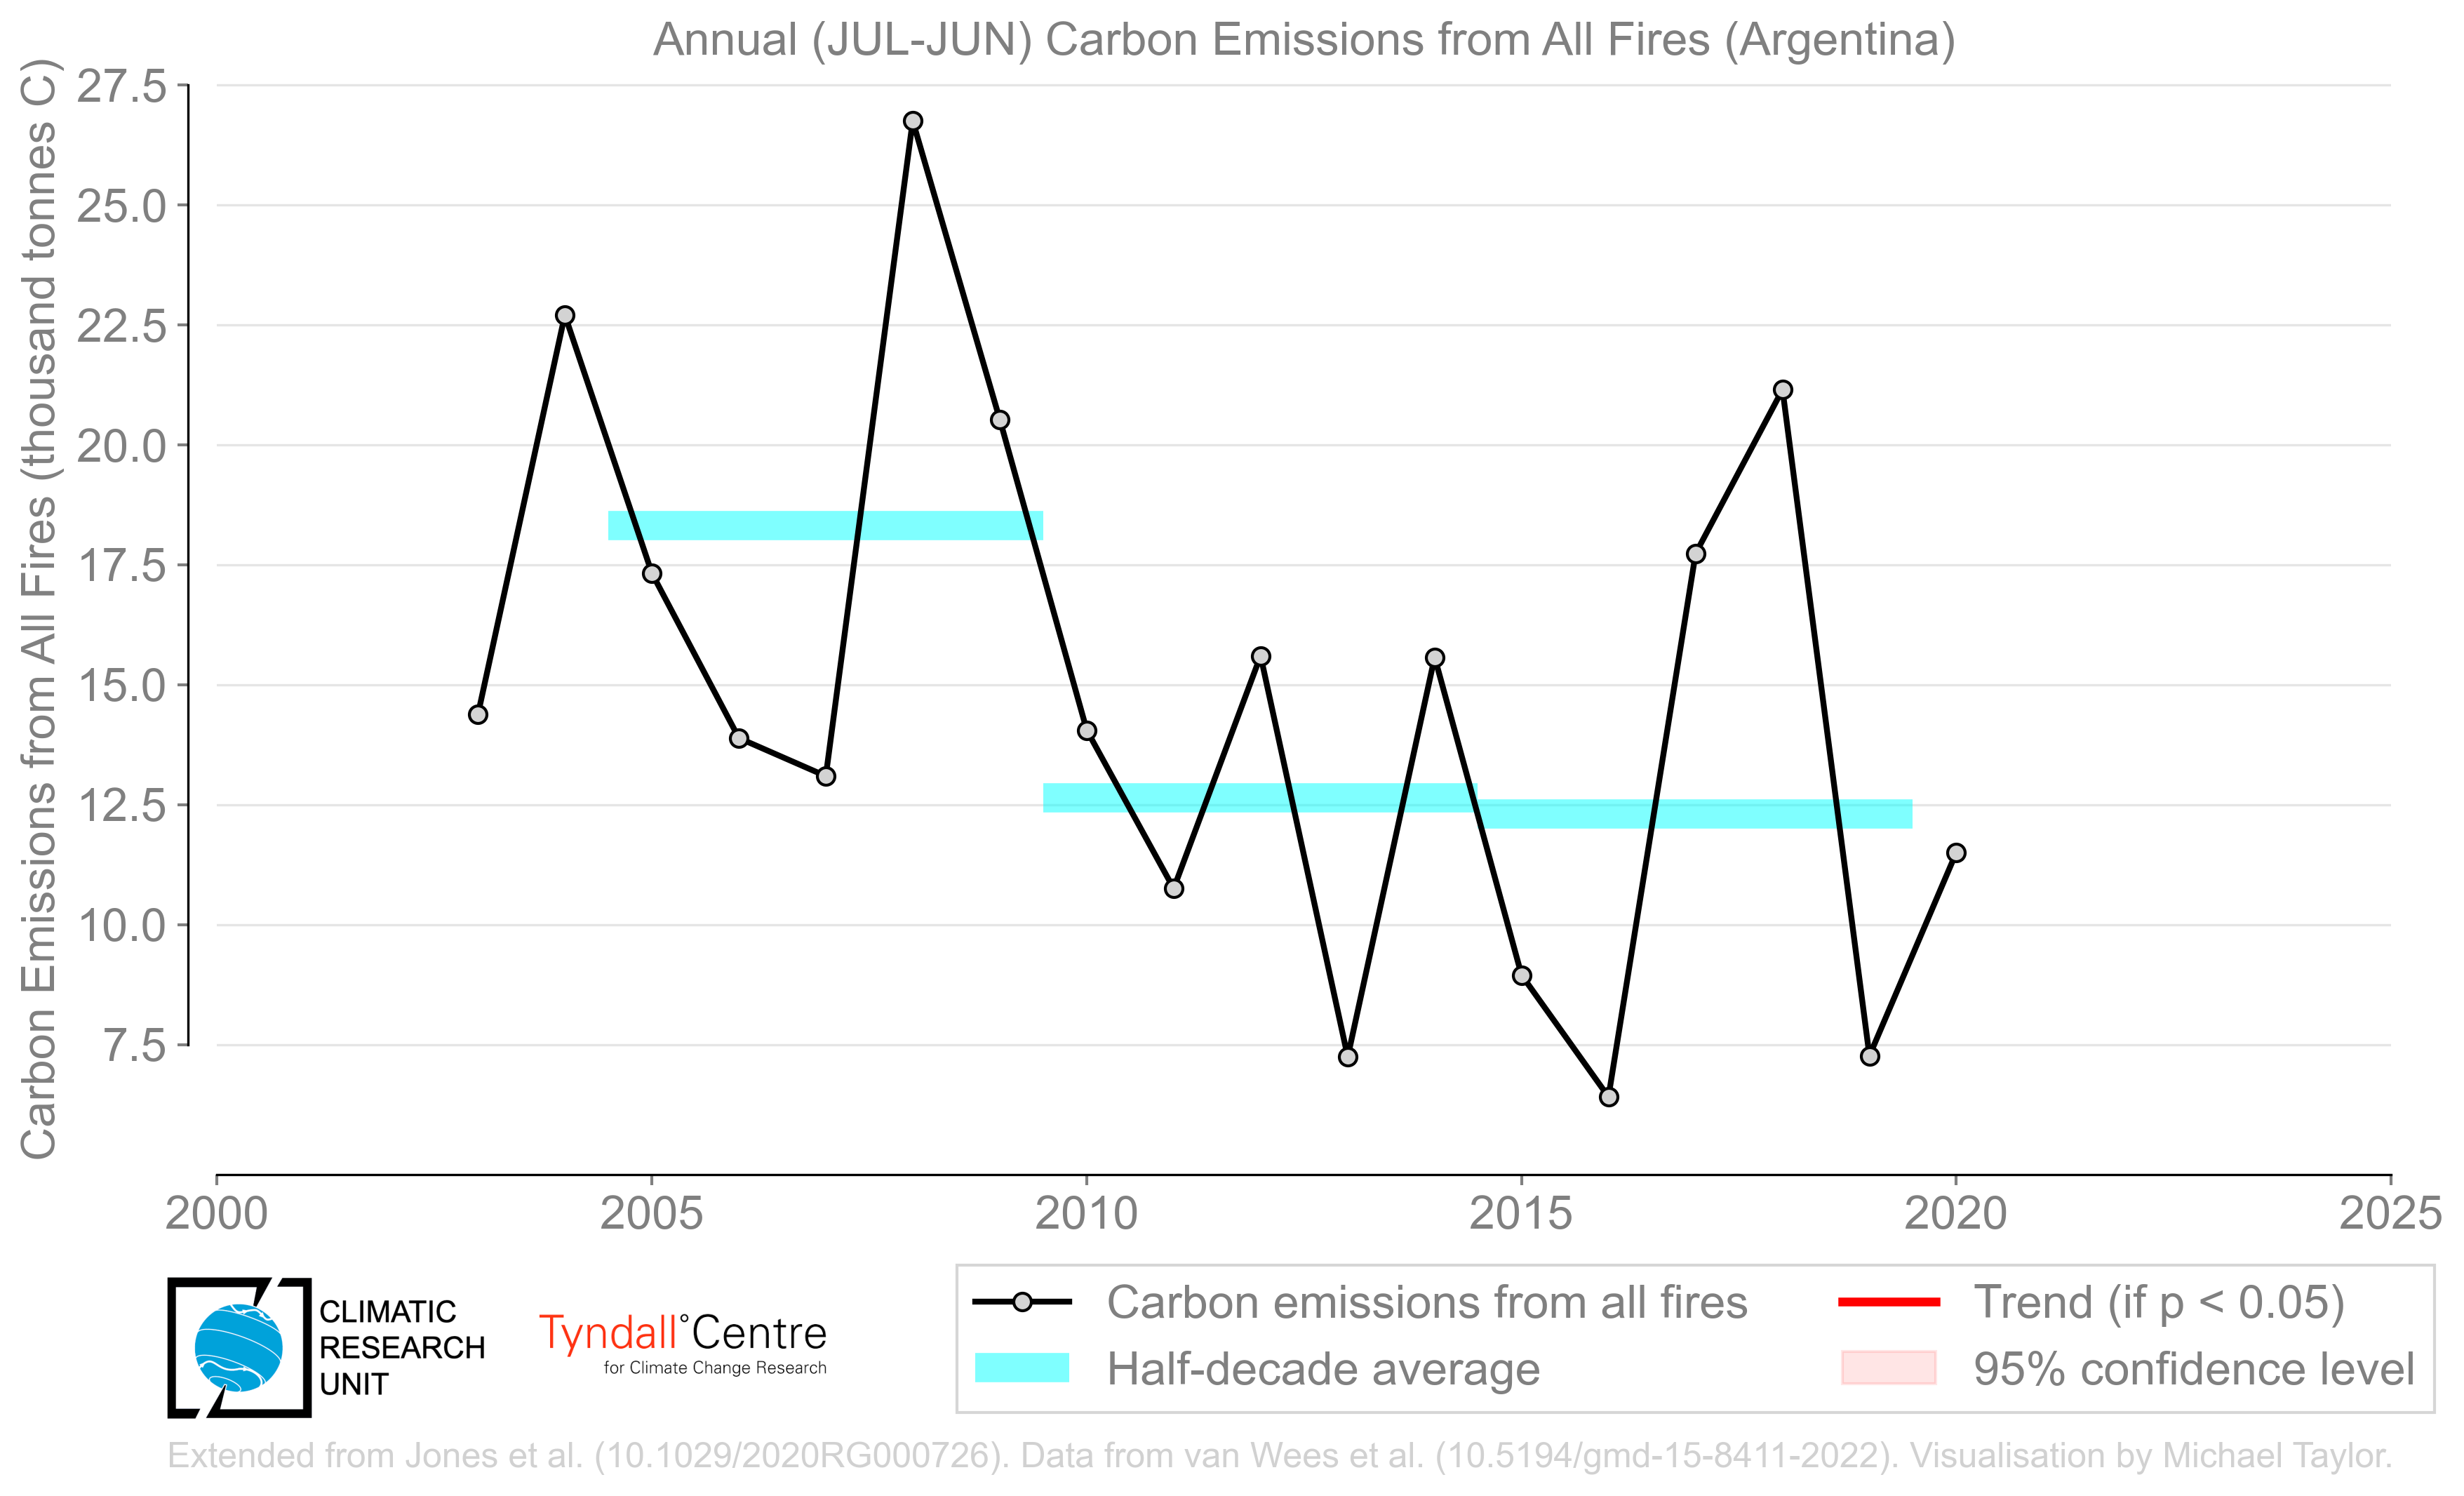 Annual (JUL-JUN) Carbon Emissions from All Fires (Argentina)
Carbon Emissions from All Fires (thousand tonnes C)
27.5
25.0
22.5
20.0
17.5
15.0
12.5
10.0
7.5
2000 2005 2010 2015 2020 2025
CLIMATIC
RESEARCH
UNIT
Tyndall°Centre
for Climate Change Research
Carbon emissions from all fires
Half-decade average
Trend (if p < 0.05)
95% confidence level
Extended from Jones et al. (10.1029/2020RG000726). Data from van Wees et al. (10.5194/gmd-15-8411-2022). Visualisation by Michael Taylor.